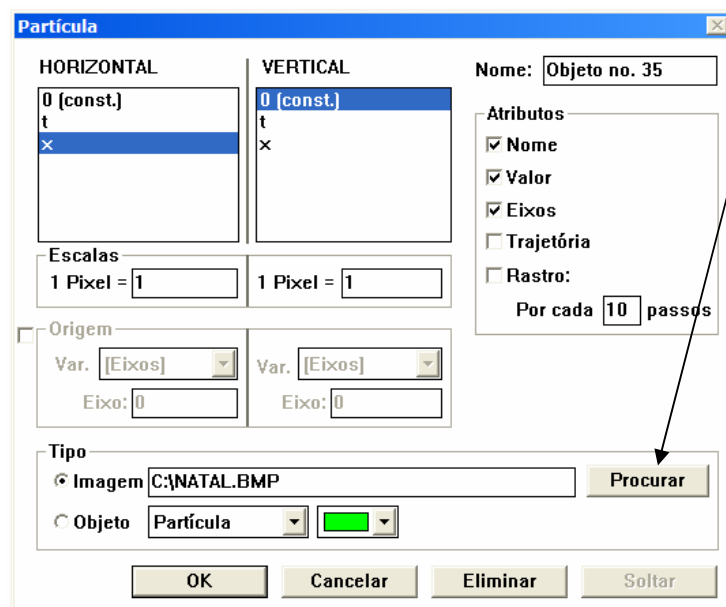 Partícula
HORIZONTAL VERTICAL Nome: Objeto no. 35
0 (const.) 0 (const.)
t t
x x
Atributos
Nome
Valor
Eixos
Trajetória
Rastro:
Por cada 10 passos
Escalas
1 Pixel = 1 1 Pixel = 1
Origem
Var. [Eixos] Var. [Eixos]
Eixo: 0 Eixo: 0
Tipo
Imagem C:\NATAL.BMP Procurar
Objeto Partícula
OK Cancelar Eliminar Soltar